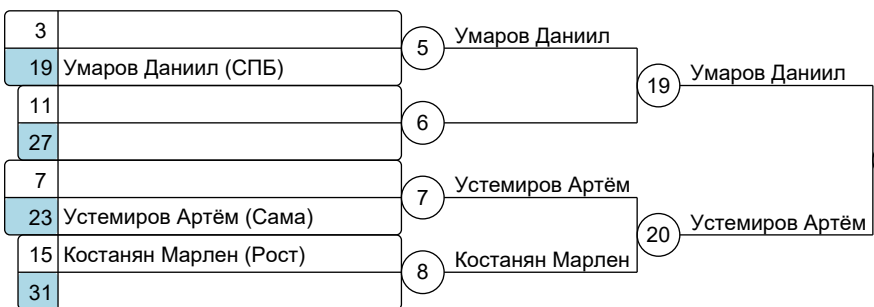 3
19 Умаров Даниил (СПБ)
11
27
7
23 Устемиров Артём (Сама)
15 Костанян Марлен (Рост)
31
5 Умаров Даниил
6
7 Устемиров Артём
8 Костанян Марлен
19 Умаров Даниил
20 Устемиров Артём